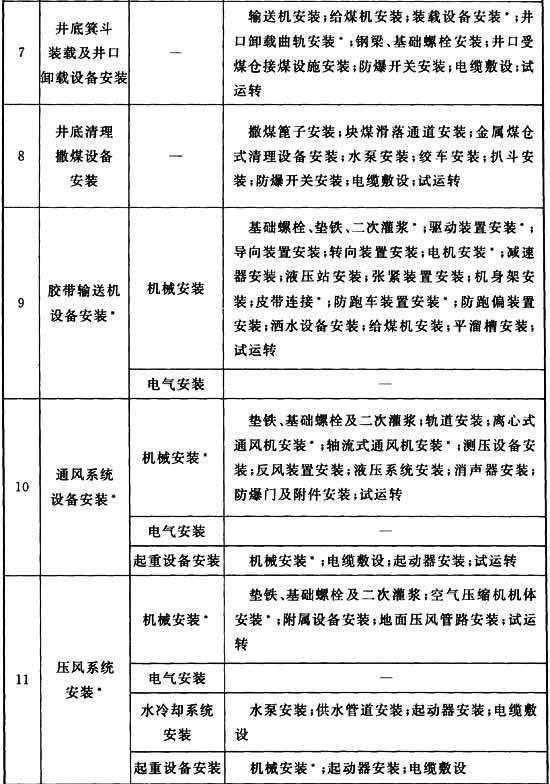 7
井底箕斗
装载及井口
卸载设备安装
—
输送机安装;给煤机安装;装载设备安装*;井
口卸载曲轨安装*;钢梁、基础螺栓安装;井口受
煤仓接煤设施安装;防爆开关安装;电缆敷设;试
运转
8
井底清理
撒煤设备
安装
—
撒煤篦子安装;块煤滑落通道安装;金属煤仓
式清理设备安装;水泵安装;绞车安装;扒斗安
装;防爆开关安装;电缆敷设;试运转
9
胶带输送机
设备安装*
机械安装
基础螺栓、垫铁、二次灌浆*;驱动装置安装*;
导向装置安装;转向装置安装;电机安装*;减速
器安装;液压站安装;张紧装置安装;机身架安
装;皮带连接*;防跑车装置安装*;防跑偏装置
安装;洒水设备安装;给煤机安装;平溜槽安装;
试运转
电气安装
—
10
通风系统
设备安装*
机械安装*
垫铁、基础螺栓及二次灌浆;轨道安装;离心式
通风机安装*;轴流式通风机安装*;测压设备安
装;反风装置安装;液压系统安装;消声器安装;
防爆门及附件安装;试运转
电气安装
—
起重设备安装
机械安装*;电缆敷设;起动器安装;试运转
11
压风系统
安装*
机械安装*
垫铁、基础螺栓及二次灌浆;空气压缩机机体
安装*;附属设备安装;地面压风管路安装;试运
转
电气安装
—
水冷却系统
安装
水泵安装;供水管道安装;起动器安装;电缆敷
设
起重设备安装
机械安装*;起动器安装;电缆敷设